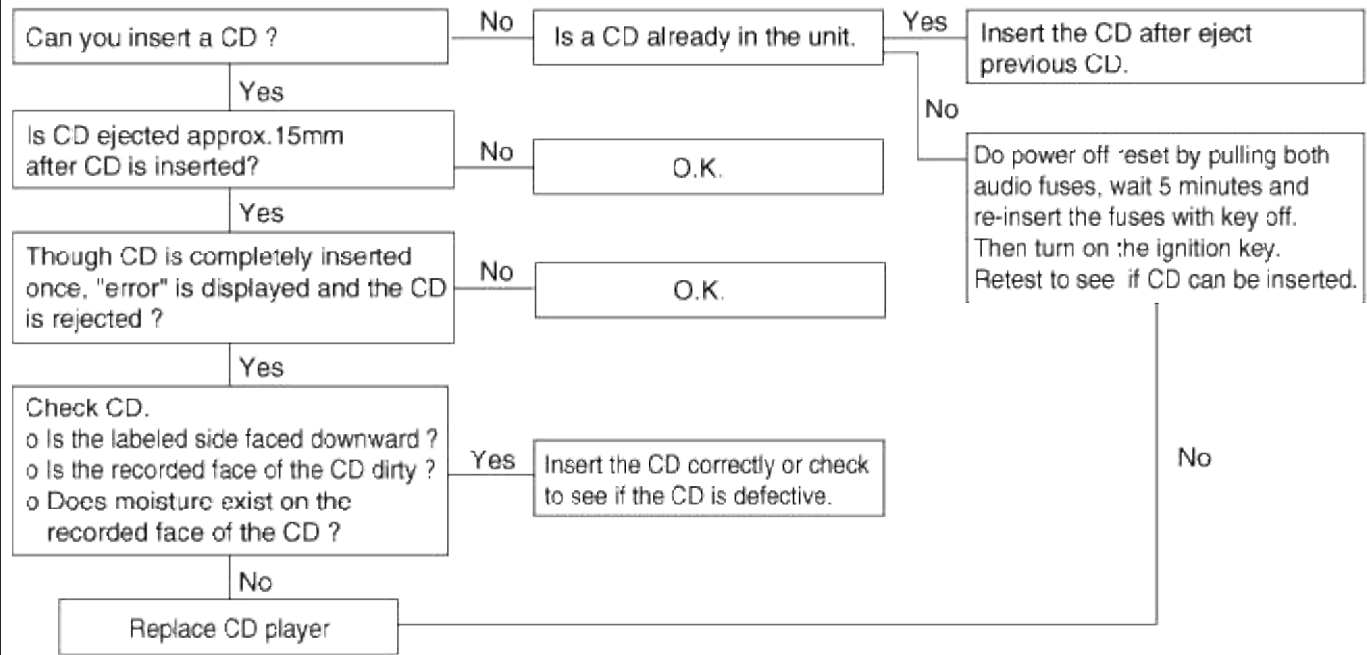 Can you insert a CD ?
No
Is a CD already in the unit.
Yes
Insert the CD after eject
previous CD.
Yes
No
Is CD ejected approx.15mm
after CD is inserted?
No
O.K.
Do power off reset by pulling both
audio fuses, wait 5 minutes and
re-insert the fuses with key off.
Then turn on the ignition key.
Retest to see if CD can be inserted.
Yes
Though CD is completely inserted
once, "error" is displayed and the CD
is rejected ?
No
O.K.
Yes
Check CD.
o Is the labeled side faced downward ?
o Is the recorded face of the CD dirty ?
o Does moisture exist on the
recorded face of the CD ?
Yes
Insert the CD correctly or check
to see if the CD is defective.
No
No
Replace CD player